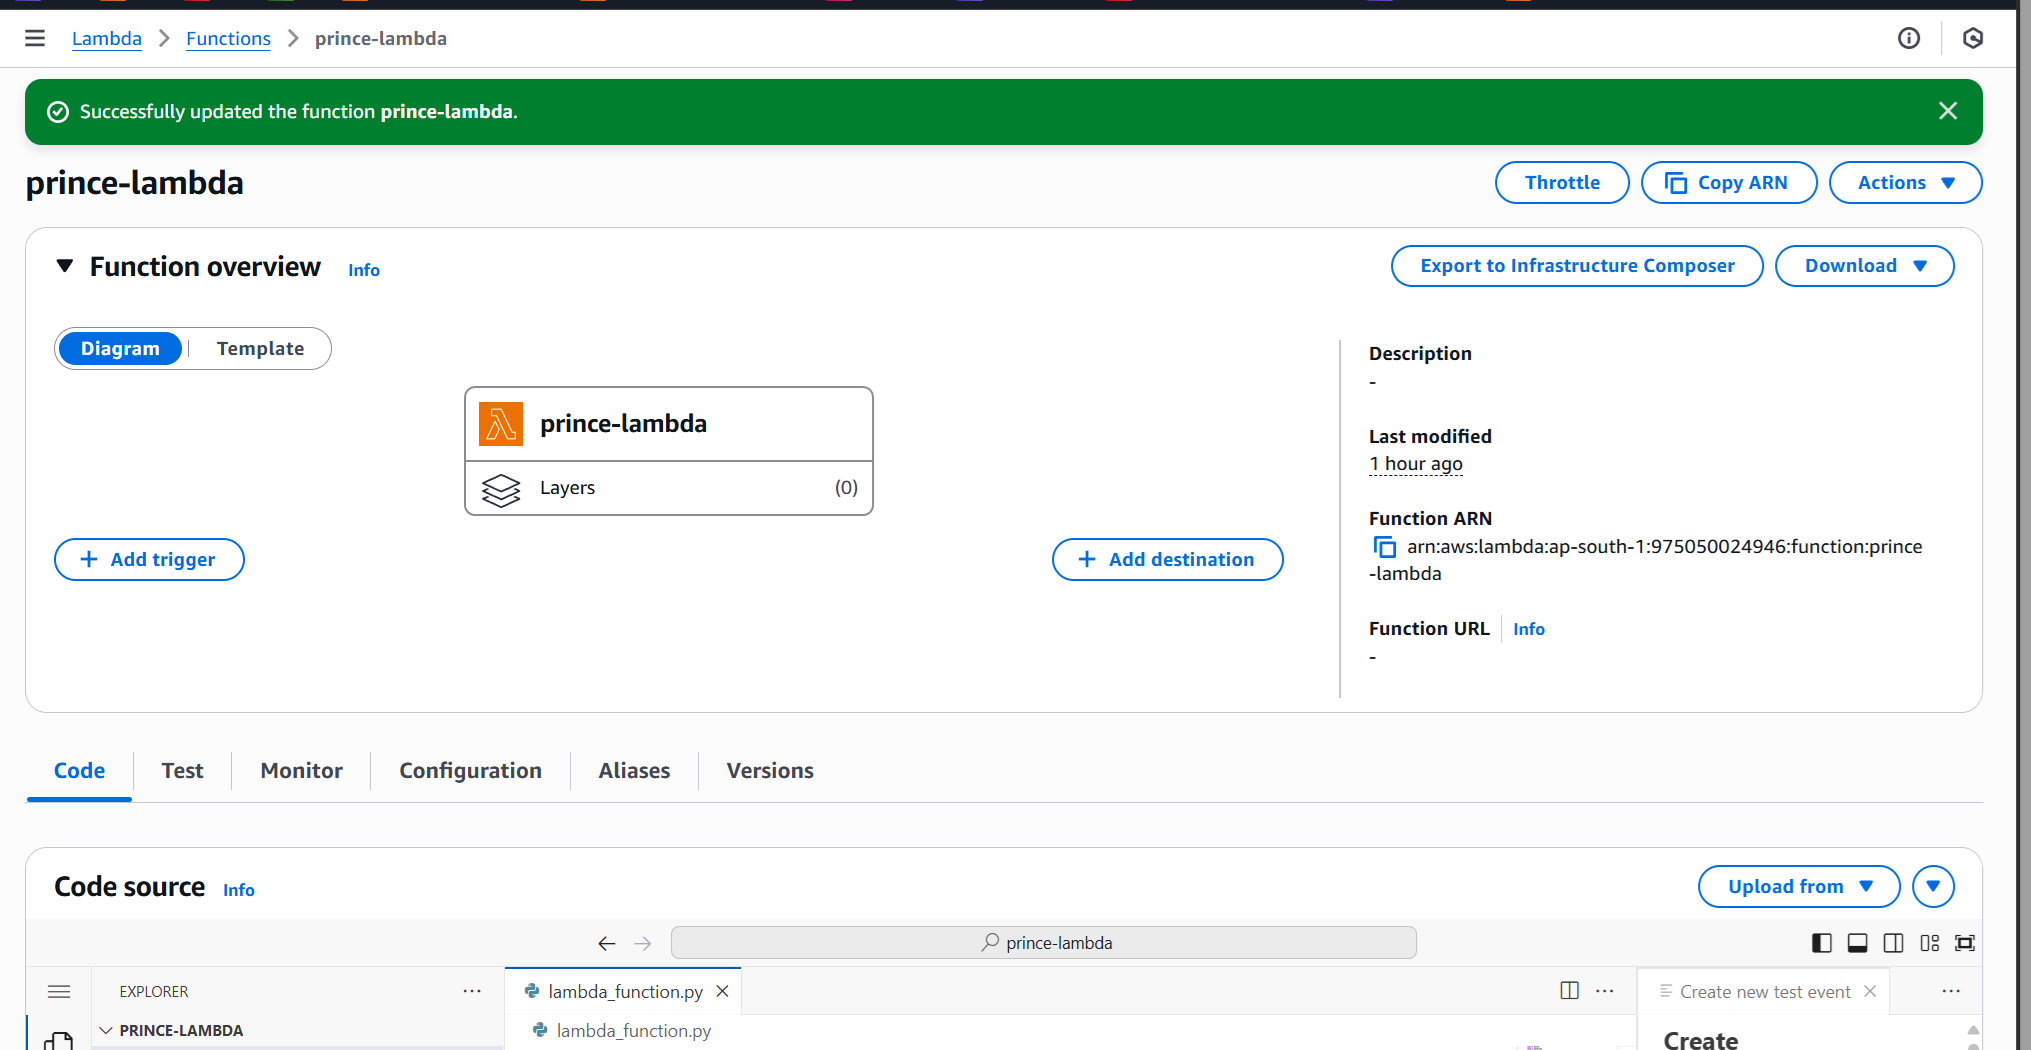 Lambda > Functions > prince-lambda
Successfully updated the function prince-lambda.
prince-lambda
Throttle
Copy ARN
Actions
Function overview Info
Export to Infrastructure Composer
Download
Diagram | Template
prince-lambda
Layers (0)
+ Add trigger
+ Add destination
Description
-
Last modified
1 hour ago
Function ARN
arn:aws:lambda:ap-south-1:975050024946:function:prince
-lambda
Function URL | Info
-
Code
Test
Monitor
Configuration
Aliases
Versions
Code source Info
Upload from
prince-lambda
EXPLORER ...
lambda_function.py
Create new test event
PRINCE-LAMBDA
lambda_function.py
Create